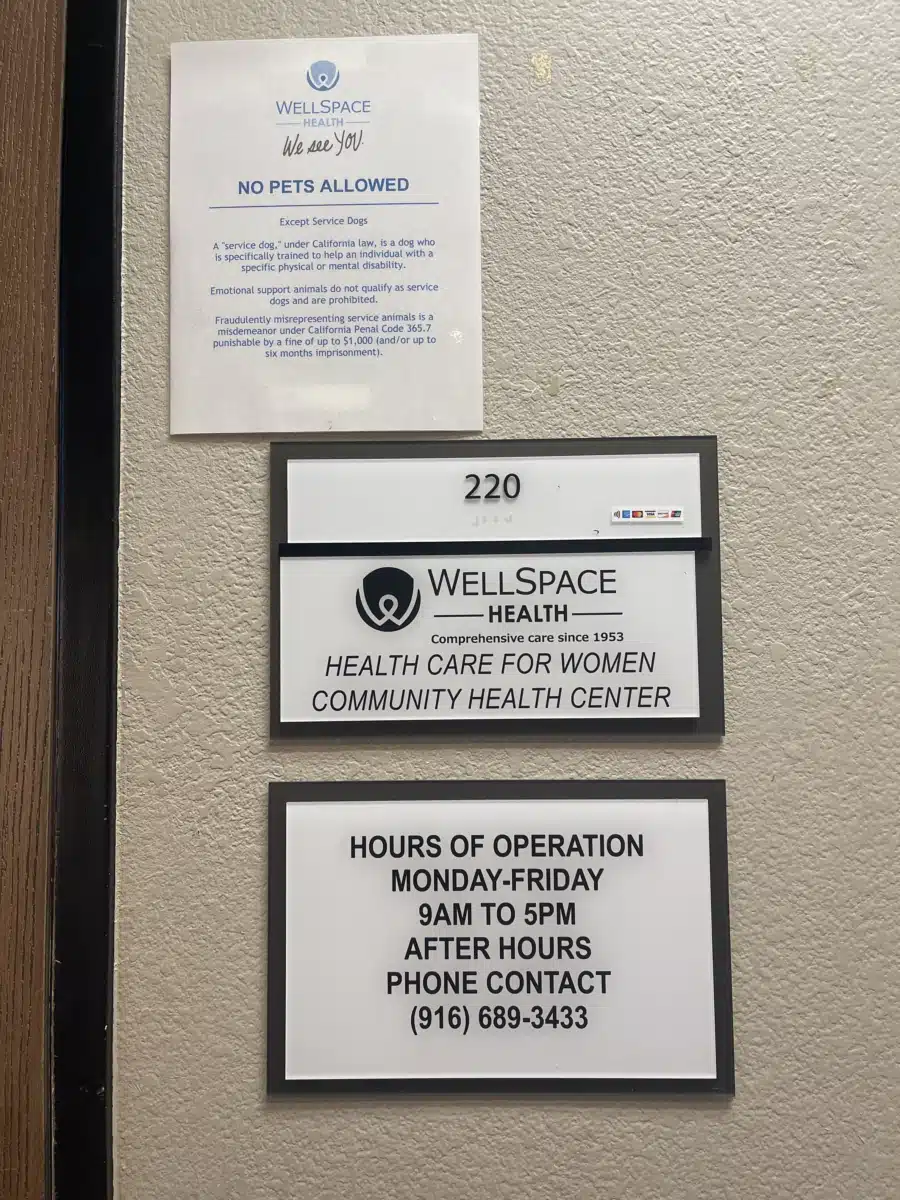 WELLSPACE
HEALTH
We see YOU.
NO PETS ALLOWED
Except Service Dogs
A "service dog," under California law, is a dog who
is specifically trained to help an individual with a
specific physical or mental disability.
Emotional support animals do not qualify as service
dogs and are prohibited.
Fraudulently misrepresenting service animals is a
misdemeanor under California Penal Code 365.7
punishable by a fine of up to $1,000 (and/or up to
six months imprisonment).
220
WELLSPACE
HEALTH
Comprehensive care since 1953
HEALTH CARE FOR WOMEN
COMMUNITY HEALTH CENTER
HOURS OF OPERATION
MONDAY-FRIDAY
9AM TO 5PM
AFTER HOURS
PHONE CONTACT
(916) 689-3433